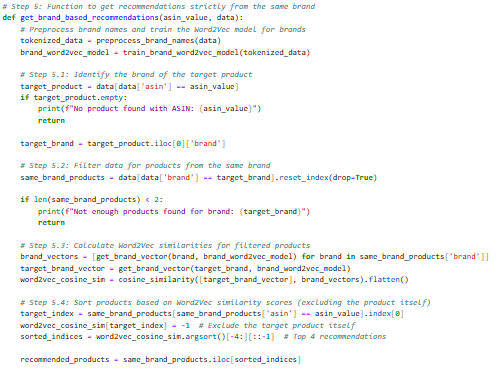 # Step 5: Function to get recommendations strictly from the same brand
def get_brand_based_recommendations(asin_value, data):
    # Preprocess brand names and train the Word2Vec model for brands
    tokenized_data = preprocess_brand_names(data)
    brand_word2vec_model = train_brand_word2vec_model(tokenized_data)

    # Step 5.1: Identify the brand of the target product
    target_product = data[data['asin'] == asin_value]
    if target_product.empty:
        print(f"No product found with ASIN: {asin_value}")
        return

    target_brand = target_product.iloc[0]['brand']

    # Step 5.2: Filter data for products from the same brand
    same_brand_products = data[data['brand'] == target_brand].reset_index(drop=True)

    if len(same_brand_products) < 2:
        print(f"Not enough products found for brand: {target_brand}")
        return

    # Step 5.3: Calculate Word2Vec similarities for filtered products
    brand_vectors = [get_brand_vector(brand, brand_word2vec_model) for brand in same_brand_products['brand']]
    target_brand_vector = get_brand_vector(target_brand, brand_word2vec_model)
    word2vec_cosine_sim = cosine_similarity([target_brand_vector], brand_vectors).flatten()

    # Step 5.4: Sort products based on Word2Vec similarity scores (excluding the product itself)
    target_index = same_brand_products[same_brand_products['asin'] == asin_value].index[0]
    word2vec_cosine_sim[target_index] = -1  # Exclude the product itself
    sorted_indices = word2vec_cosine_sim.argsort()[-4:][::-1]  # Top 4 recommendations

    recommended_products = same_brand_products.iloc[sorted_indices]